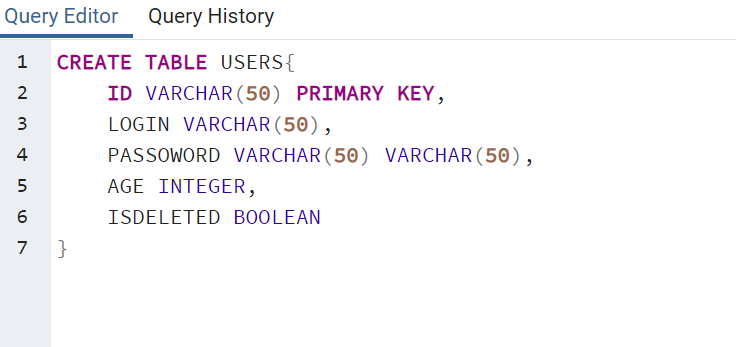 Query Editor Query History
1 CREATE TABLE USERS{
2 ID VARCHAR(50) PRIMARY KEY,
3 LOGIN VARCHAR(50),
4 PASSOWORD VARCHAR(50) VARCHAR(50),
5 AGE INTEGER,
6 ISDELETED BOOLEAN
7 }